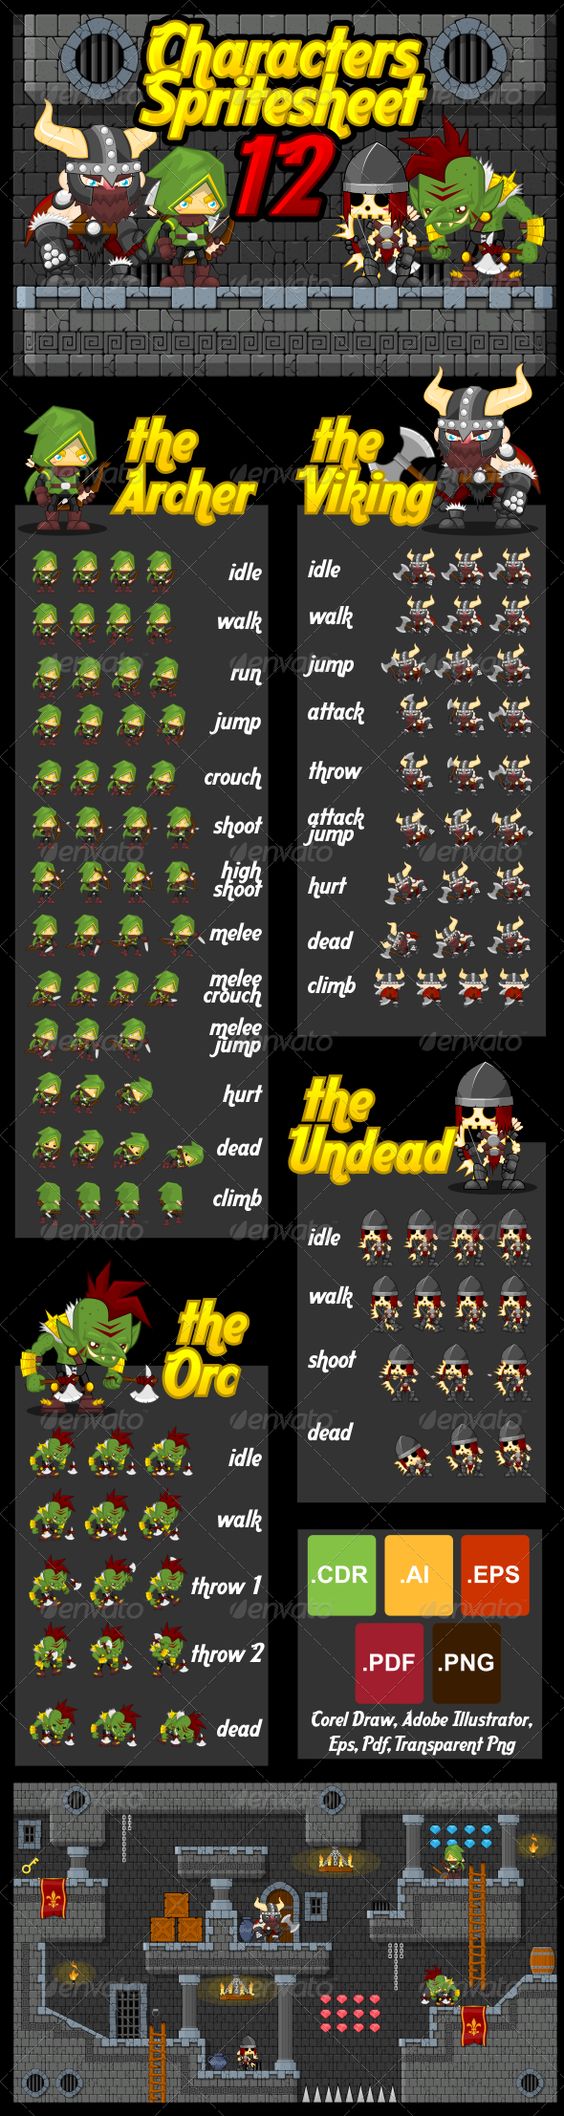 Characters
Spritesheet
12
the
Archer
idle
walk
run
jump
crouch
shoot
high
shoot
melee
melee
crouch
melee
jump
hurt
dead
climb
the
Viking
idle
walk
jump
attack
throw
attack
jump
hurt
dead
climb
the
Undead
idle
walk
shoot
dead
the
Orc
idle
walk
throw 1
throw 2
dead
.CDR
.AI
.EPS
.PDF
.PNG
Corel Draw, Adobe Illustrator,
Eps, Pdf, Transparent Png
envato